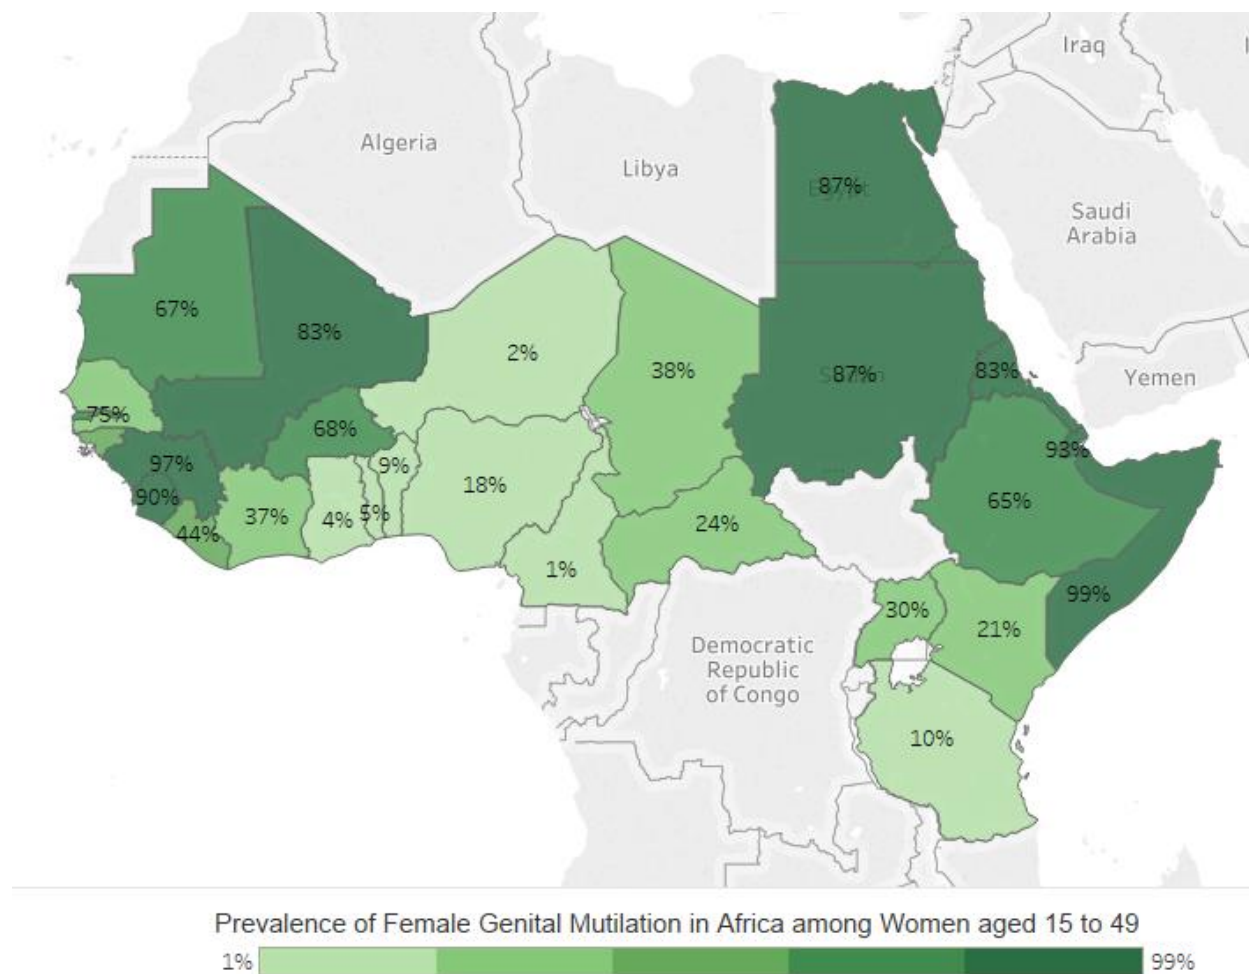 Iraq
Algeria
Libya
87%
Saudi
Arabia
67%
83%
2%
38%
87%
83%
Yemen
75%
68%
97%
9%
93%
90%
18%
65%
37%
4%
5%
44%
24%
1%
99%
30%
21%
Democratic
Republic
of Congo
10%
Prevalence of Female Genital Mutilation in Africa among Women aged 15 to 49
1%
99%